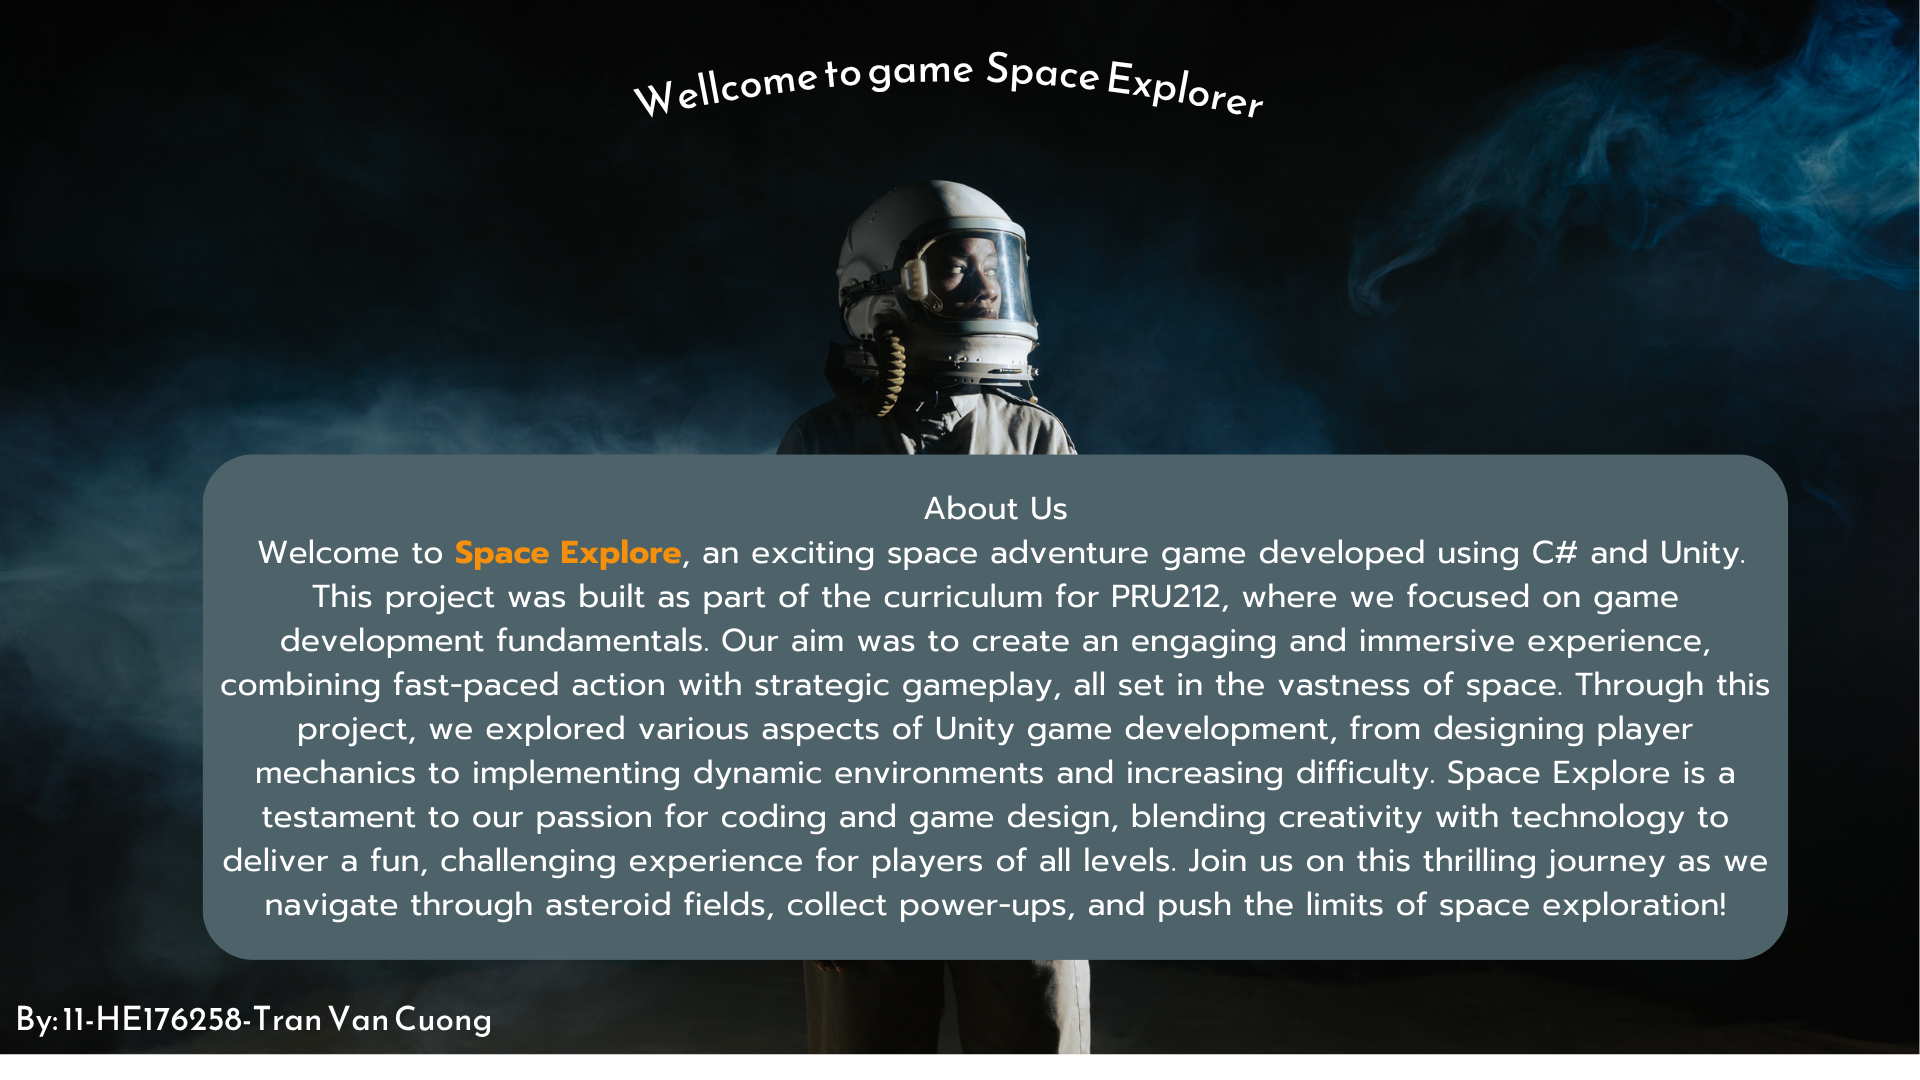 Wellcome to game Space Explorer
About Us
Welcome to Space Explore, an exciting space adventure game developed using C# and Unity.
This project was built as part of the curriculum for PRU212, where we focused on game
development fundamentals. Our aim was to create an engaging and immersive experience,
combining fast-paced action with strategic gameplay, all set in the vastness of space. Through this
project, we explored various aspects of Unity game development, from designing player
mechanics to implementing dynamic environments and increasing difficulty. Space Explore is a
testament to our passion for coding and game design, blending creativity with technology to
deliver a fun, challenging experience for players of all levels. Join us on this thrilling journey as we
navigate through asteroid fields, collect power-ups, and push the limits of space exploration!
By: 11-HE176258-Tran Van Cuong